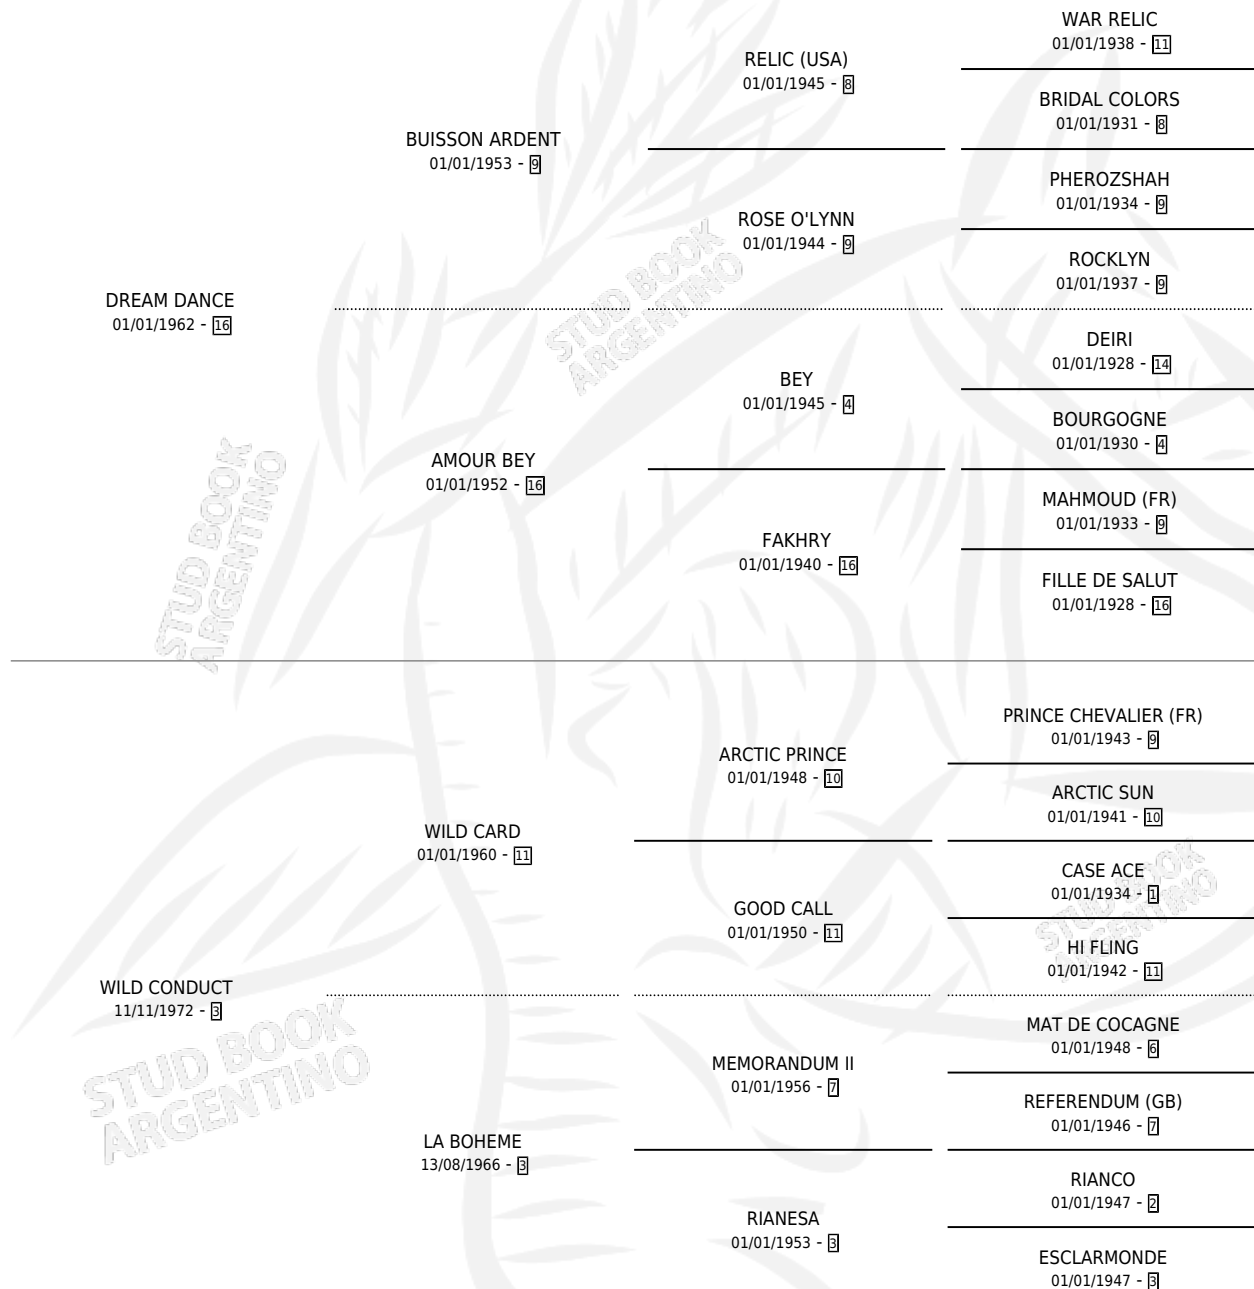 WAR RELIC
01/01/1938 - 11
RELIC (USA)
01/01/1945 - 8
BRIDAL COLORS
01/01/1931 - 8
BUISSON ARDENT
01/01/1953 - 9
PHEROZSHAH
01/01/1934 - 9
ROSE O'LYNN
01/01/1944 - 9
ROCKLYN
01/01/1937 - 9
DREAM DANCE
01/01/1962 - 16
DEIRI
01/01/1928 - 14
BEY
01/01/1945 - 4
BOURGOGNE
01/01/1930 - 4
AMOUR BEY
01/01/1952 - 16
MAHMOUD (FR)
01/01/1933 - 9
FAKHRY
01/01/1940 - 16
FILLE DE SALUT
01/01/1928 - 16
PRINCE CHEVALIER (FR)
01/01/1943 - 9
ARCTIC PRINCE
01/01/1948 - 10
ARCTIC SUN
01/01/1941 - 10
WILD CARD
01/01/1960 - 11
CASE ACE
01/01/1934 - 1
GOOD CALL
01/01/1950 - 11
HI FLING
01/01/1942 - 11
WILD CONDUCT
11/11/1972 - 3
MAT DE COCAGNE
01/01/1948 - 6
MEMORANDUM II
01/01/1956 - 7
REFERENDUM (GB)
01/01/1946 - 7
LA BOHEME
13/08/1966 - 3
RIANCO
01/01/1947 - 2
RIANESA
01/01/1953 - 3
ESCLARMONDE
01/01/1947 - 3
STUD BOOK
ARGENTINO
STUD BOOK
ARGENTINO
STUD BOOK
ARGENTINO
STUD BOOK
ARGENTINO